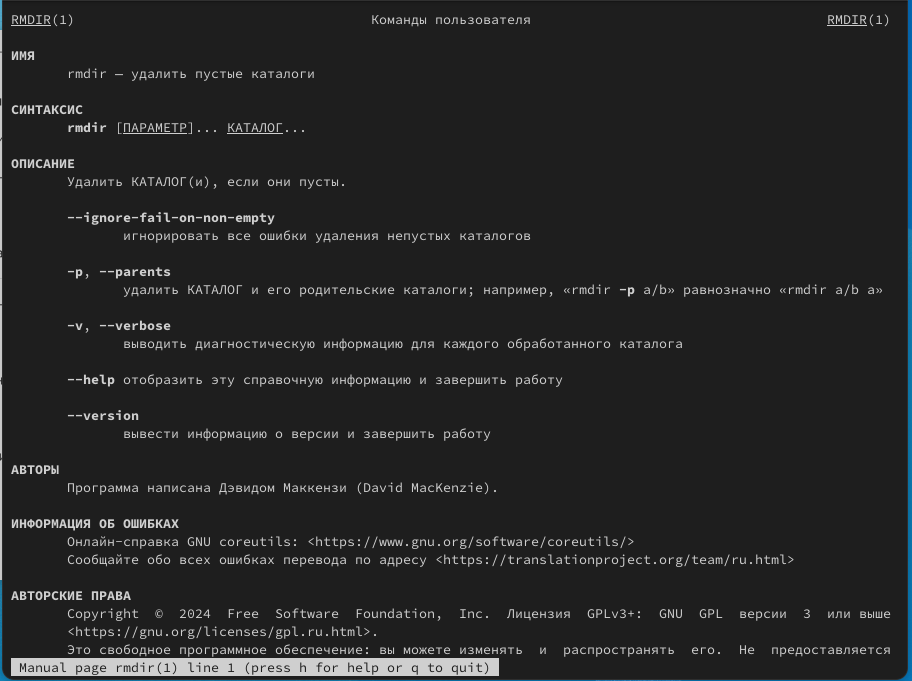 RMDIR(1) Команды пользователя RMDIR(1)
ИМЯ
rmdir — удалить пустые каталоги
СИНТАКСИС
rmdir [ПАРАМЕТР]... КАТАЛОГ...
ОПИСАНИЕ
Удалить КАТАЛОГ(и), если они пусты.
--ignore-fail-on-non-empty
игнорировать все ошибки удаления непустых каталогов
-p, --parents
удалить КАТАЛОГ и его родительские каталоги; например, «rmdir -p a/b» равнозначно «rmdir a/b a»
-v, --verbose
выводить диагностическую информацию для каждого обработанного каталога
--help отобразить эту справочную информацию и завершить работу
--version
вывести информацию о версии и завершить работу
АВТОРЫ
Программа написана Дэвидом Маккензи (David MacKenzie).
ИНФОРМАЦИЯ ОБ ОШИБКАХ
Онлайн-справка GNU coreutils: <https://www.gnu.org/software/coreutils/>
Сообщайте обо всех ошибках перевода по адресу <https://translationproject.org/team/ru.html>
АВТОРСКИЕ ПРАВА
Copyright © 2024 Free Software Foundation, Inc. Лицензия GPLv3+: GNU GPL версии 3 или выше
<https://gnu.org/licenses/gpl.ru.html>.
Это свободное программное обеспечение: вы можете изменять и распространять его. Не предоставляется
Manual page rmdir(1) line 1 (press h for help or q to quit)